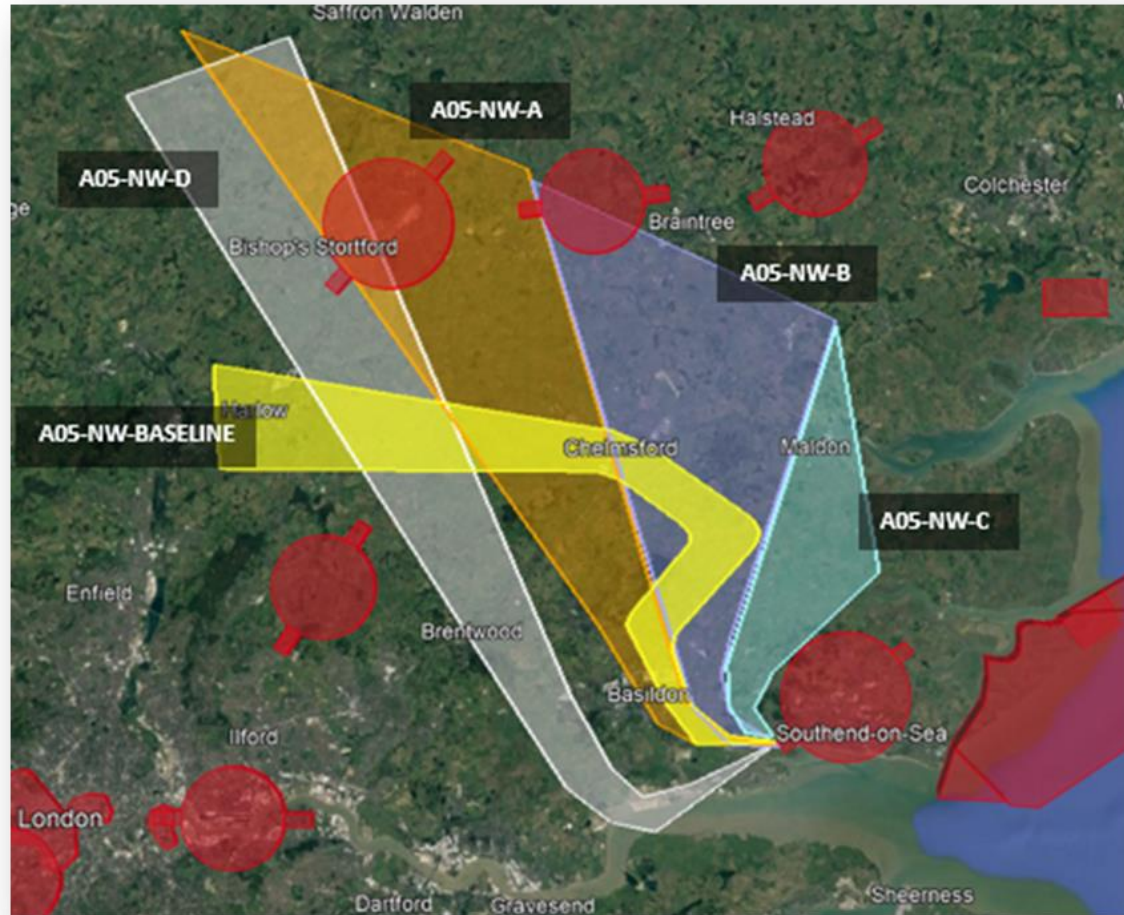 Saffron Walden
A05-NW-A
Halstead
A05-NW-D
Colchester
ge
Braintree
Bishop's Stortford
A05-NW-B
Harlow
A05-NW-BASELINE
Chelmsford
Maldon
A05-NW-C
Enfield
Brentwood
Basildon
Southend-on-Sea
Ilford
London
Dartford
Gravesend
Sheerness